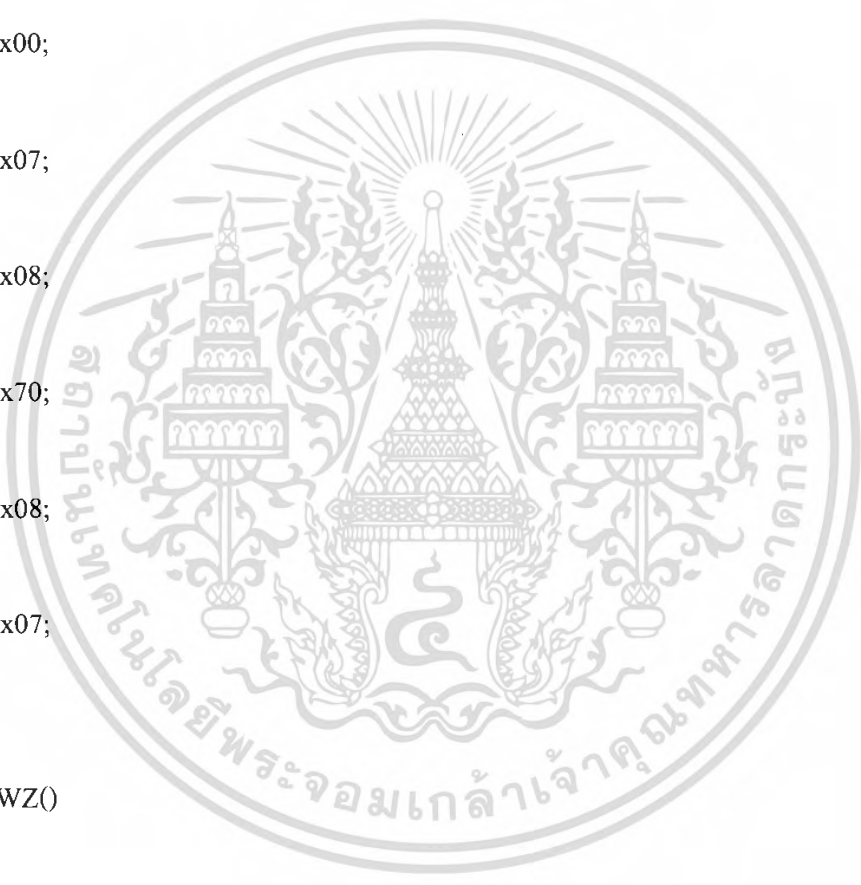 x00;
x07;
x08;
x70;
x08;
x07;
WZ()
สถาบันเทคโนโลยีพระจอมเกล้าเจ้าคุณทหารลาดกระบัง
๔